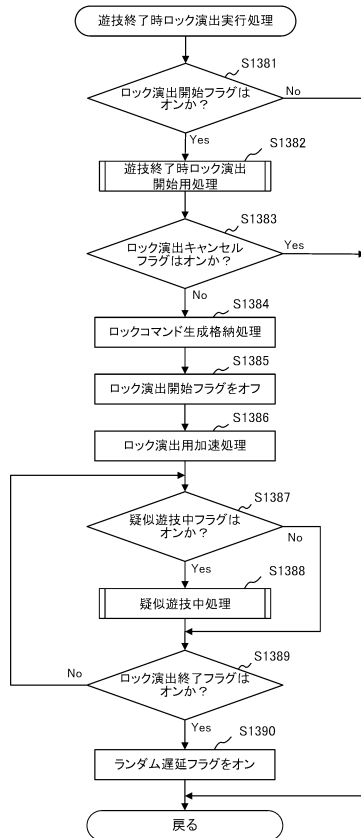 遊技終了時ロック演出実行処理
S1381
ロック演出開始フラグは
オンか？
No
Yes
S1382
遊技終了時ロック演出
開始用処理
S1383
ロック演出キャンセル
フラグはオンか？
Yes
No
S1384
ロックコマンド生成格納処理
S1385
ロック演出開始フラグをオフ
S1386
ロック演出用加速処理
S1387
疑似遊技中フラグは
オンか？
No
Yes
S1388
疑似遊技中処理
S1389
ロック演出終了フラグは
オンか？
No
Yes
S1390
ランダム遅延フラグをオン
戻る